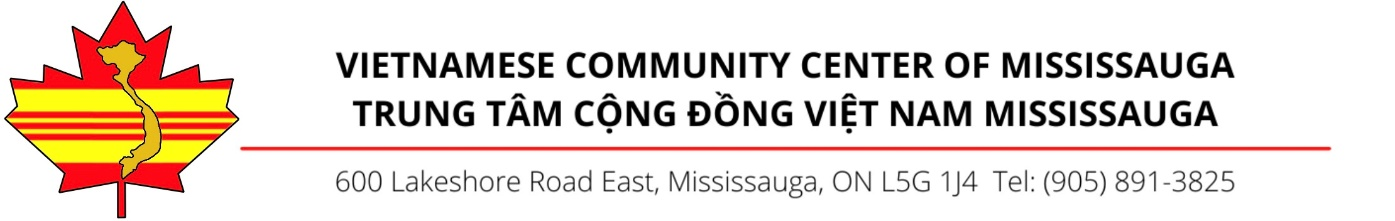 VIETNAMESE COMMUNITY CENTER OF MISSISSAUGA
TRUNG TÂM CỘNG ĐỒNG VIỆT NAM MISSISSAUGA
600 Lakeshore Road East, Mississauga, ON L5G 1J4 Tel: (905) 891-3825